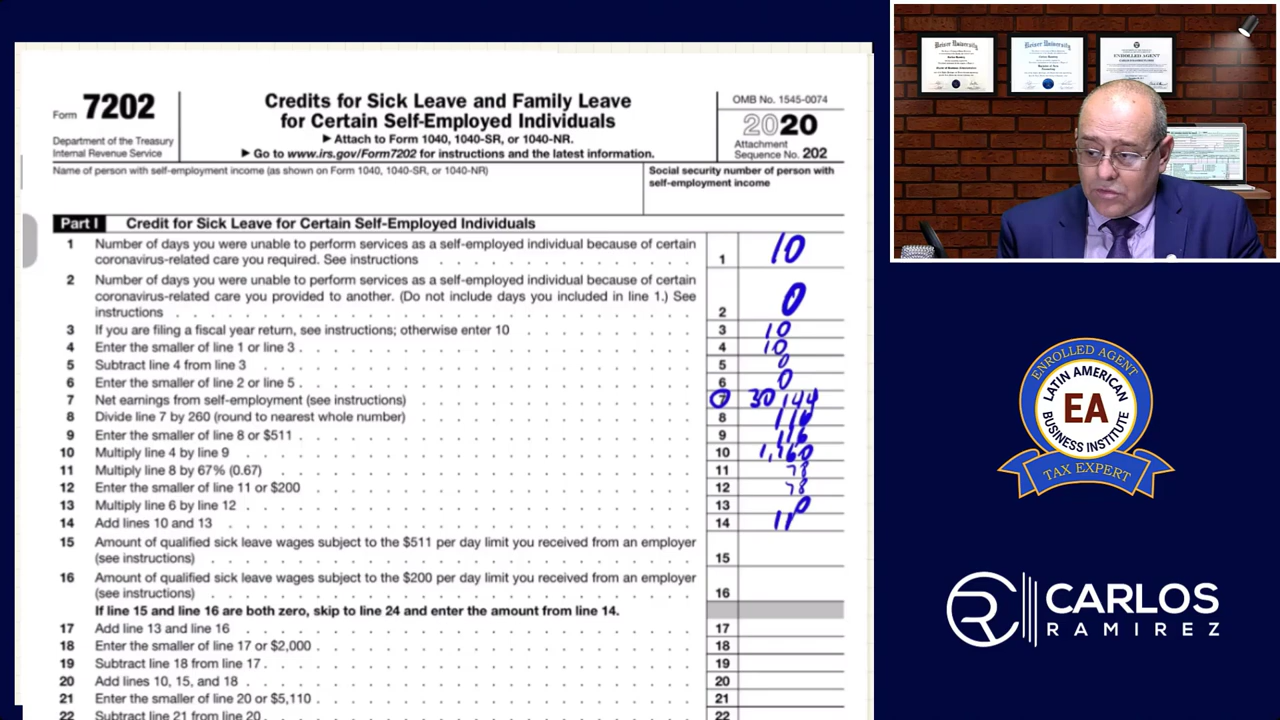 Form 7202
Department of the Treasury
Internal Revenue Service
Credits for Sick Leave and Family Leave
for Certain Self-Employed Individuals
▶ Attach to Form 1040, 1040-SR, or 1040-NR.
▶ Go to www.irs.gov/Form7202 for instructions and the latest information.
OMB No. 1545-0074
2020
Attachment
Sequence No. 202
Name of person with self-employment income (as shown on Form 1040, 1040-SR, or 1040-NR)
Social security number of person with
self-employment income
Part I Credit for Sick Leave for Certain Self-Employed Individuals
1 Number of days you were unable to perform services as a self-employed individual because of certain
coronavirus-related care you required. See instructions . . . . . . . . . . . . . . . 1 10
2 Number of days you were unable to perform services as a self-employed individual because of certain
coronavirus-related care you provided to another. (Do not include days you included in line 1.) See
instructions . . . . . . . . . . . . . . . . . . . . . . . . . . . . 2 0
3 If you are filing a fiscal year return, see instructions; otherwise enter 10 . . . . . . . . . 3 10
4 Enter the smaller of line 1 or line 3 . . . . . . . . . . . . . . . . . . . . . . 4 10
5 Subtract line 4 from line 3 . . . . . . . . . . . . . . . . . . . . . . . . . 5 0
6 Enter the smaller of line 2 or line 5 . . . . . . . . . . . . . . . . . . . . . . 6 0
7 Net earnings from self-employment (see instructions) . . . . . . . . . . . . . . . . 7 30,144
8 Divide line 7 by 260 (round to nearest whole number) . . . . . . . . . . . . . . . . 8 116
9 Enter the smaller of line 8 or $511 . . . . . . . . . . . . . . . . . . . . . . 9 116
10 Multiply line 4 by line 9 . . . . . . . . . . . . . . . . . . . . . . . . . . 10 1,160
11 Multiply line 8 by 67% (0.67) . . . . . . . . . . . . . . . . . . . . . . . . 11 78
12 Enter the smaller of line 11 or $200 . . . . . . . . . . . . . . . . . . . . . . 12 78
13 Multiply line 6 by line 12 . . . . . . . . . . . . . . . . . . . . . . . . . . 13 0
14 Add lines 10 and 13 . . . . . . . . . . . . . . . . . . . . . . . . . . . 14 11
15 Amount of qualified sick leave wages subject to the $511 per day limit you received from an employer
(see instructions) . . . . . . . . . . . . . . . . . . . . . . . . . . . 15
16 Amount of qualified sick leave wages subject to the $200 per day limit you received from an employer
(see instructions) . . . . . . . . . . . . . . . . . . . . . . . . . . . 16
If line 15 and line 16 are both zero, skip to line 24 and enter the amount from line 14.
17 Add line 13 and line 16 . . . . . . . . . . . . . . . . . . . . . . . . . . 17
18 Enter the smaller of line 17 or $2,000 . . . . . . . . . . . . . . . . . . . . . 18
19 Subtract line 18 from line 17 . . . . . . . . . . . . . . . . . . . . . . . . 19
20 Add lines 10, 15, and 18 . . . . . . . . . . . . . . . . . . . . . . . . . . 20
21 Enter the smaller of line 20 or $5,110 . . . . . . . . . . . . . . . . . . . . . 21
22 Subtract line 21 from line 20 . . . . . . . . . . . . . . . . . . . . . . . . 22
Keiser University
Keiser University
ENROLLED AGENT
ENROLLED AGENT
LATIN AMERICAN
EA
BUSINESS INSTITUTE
TAX EXPERT
CARLOS
RAMIREZ